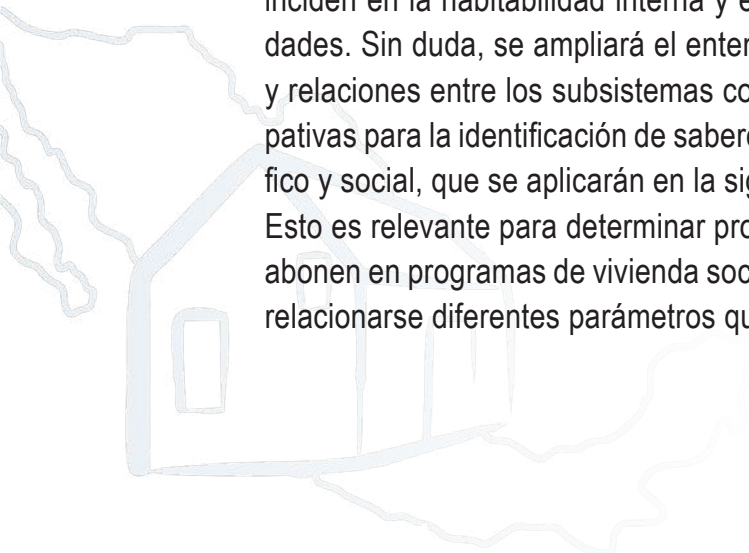 inciden en la habitabilidad interna y e
dades. Sin duda, se ampliará el enter
y relaciones entre los subsistemas co
pativas para la identificación de saber
fico y social, que se aplicarán en la sig
Esto es relevante para determinar pro
abonen en programas de vivienda soc
relacionarse diferentes parámetros qu